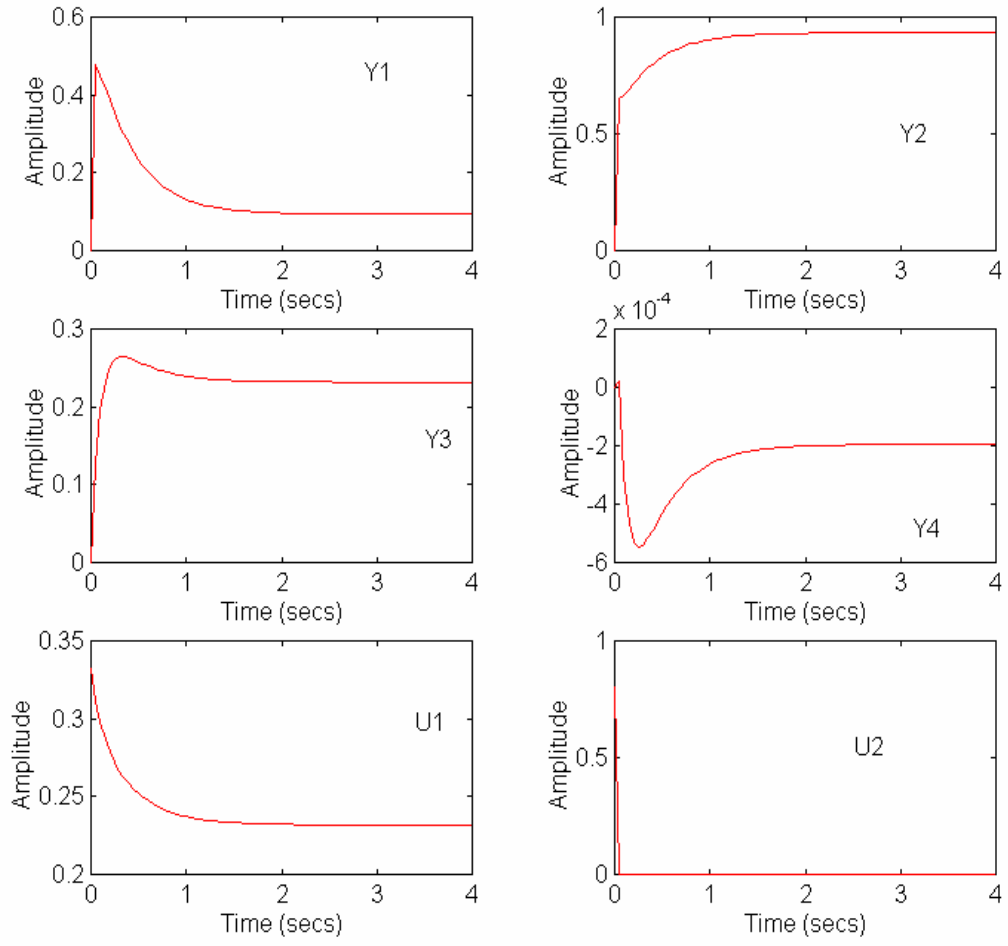 0.6
0.4
0.2
0
Amplitude
Y1
0 1 2 3 4
Time (secs)
1
0.5
0
Amplitude
Y2
0 1 2 3 4
Time (secs)
0.3
0.2
0.1
0
Amplitude
Y3
0 1 2 3 4
Time (secs)
x 10^-4
2
0
-2
-4
-6
Amplitude
Y4
0 1 2 3 4
Time (secs)
0.35
0.3
0.25
0.2
Amplitude
U1
0 1 2 3 4
Time (secs)
1
0.5
0
Amplitude
U2
0 1 2 3 4
Time (secs)